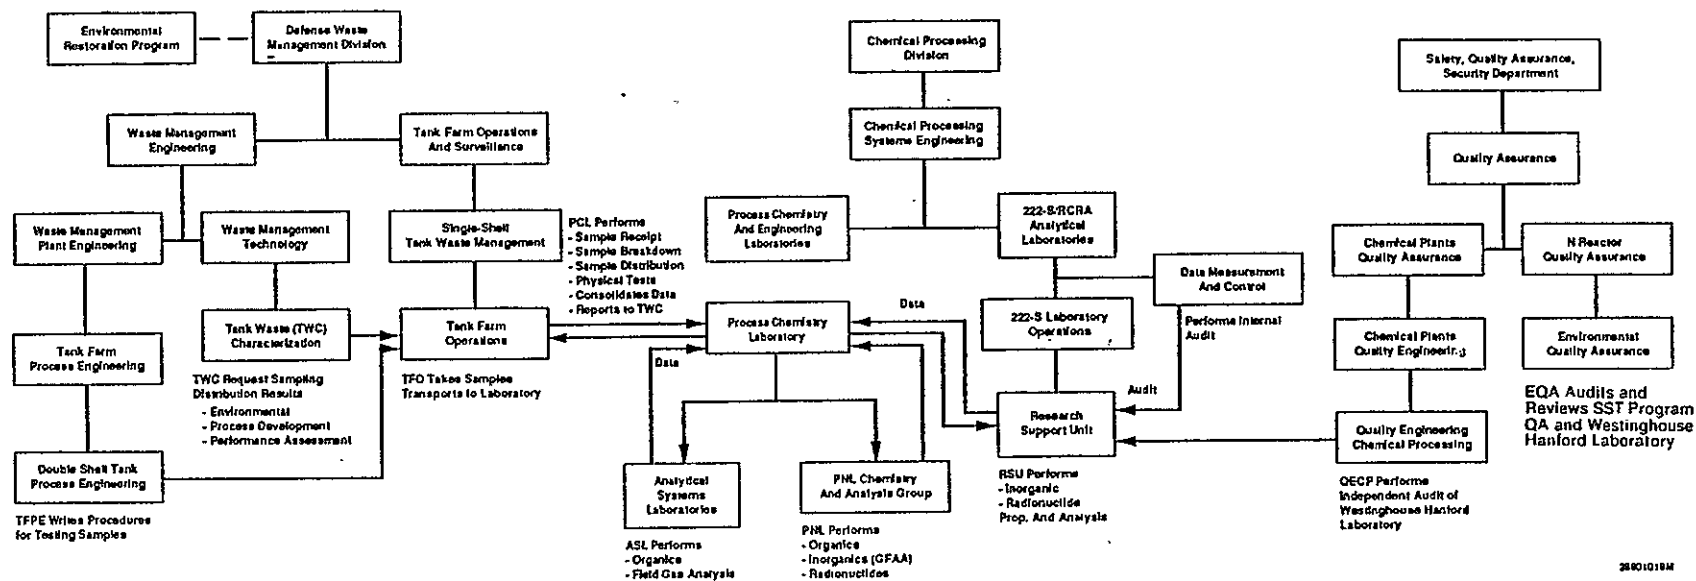 Environmental
Restoration Program
Defense Waste
Management Division
Chemical Processing
Division
Safety, Quality Assurance,
Security Department
Waste Management
Engineering
Tank Farm Operations
And Surveillance
Chemical Processing
Systems Engineering
Quality Assurance
Waste Management
Plant Engineering
Waste Management
Technology
Single-Shell
Tank Waste Management
PCL Performs
- Sample Receipt
- Sample Breakdown
- Sample Distribution
- Physical Tests
- Consolidates Data
- Reports to TWC
Process Chemistry
And Engineering
Laboratories
222-S/RCRA
Analytical
Laboratories
Data Measurement
And Control
Chemical Plants
Quality Assurance
N Reactor
Quality Assurance
Tank Farm
Process Engineering
Tank Waste (TWC)
Characterization
Tank Farm
Operations
Process Chemistry
Laboratory
Data
Data
222-S Laboratory
Operations
Performs Internal
Audit
Chemical Plants
Quality Engineering
Environmental
Quality Assurance
TWC Request Sampling
Distribution Results
- Environmental
- Process Development
- Performance Assessment
TFO Takes Samples
Transports to Laboratory
Research
Support Unit
Audit
Quality Engineering
Chemical Processing
EQA Audits and
Reviews SST Program
QA and Westinghouse
Hanford Laboratory
Double Shell Tank
Process Engineering
TFPE Writes Procedures
for Testing Samples
Analytical
Systems
Laboratories
PNL Chemistry
And Analysis Group
RSU Performs
- Inorganic
- Radionuclide
Prop. And Analysis
QECP Performs
Independent Audit of
Westinghouse Hanford
Laboratory
ASL Performs
- Organics
- Field Gas Analysis
PNL Performs
- Organics
- Inorganics (GFAA)
- Radionuclides